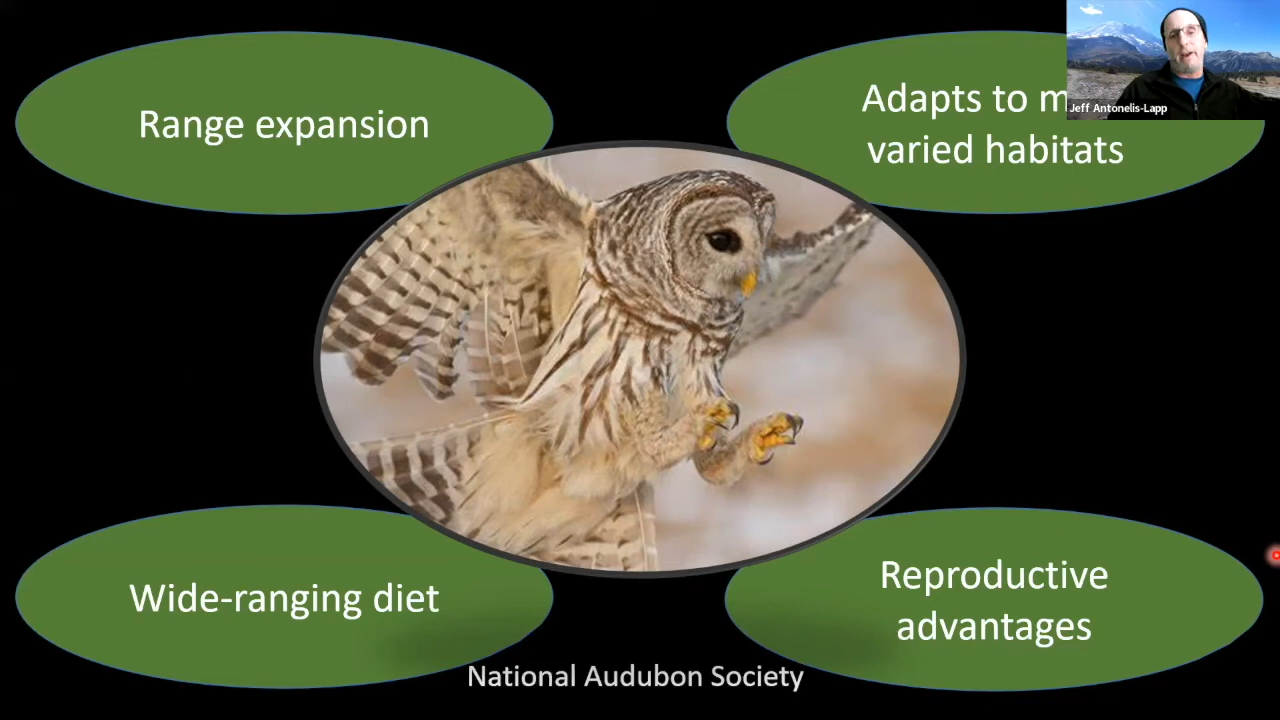 Range expansion
Adapts to
varied habitats
Jeff Antonelis-Lapp
Wide-ranging diet
Reproductive
advantages
National Audubon Society